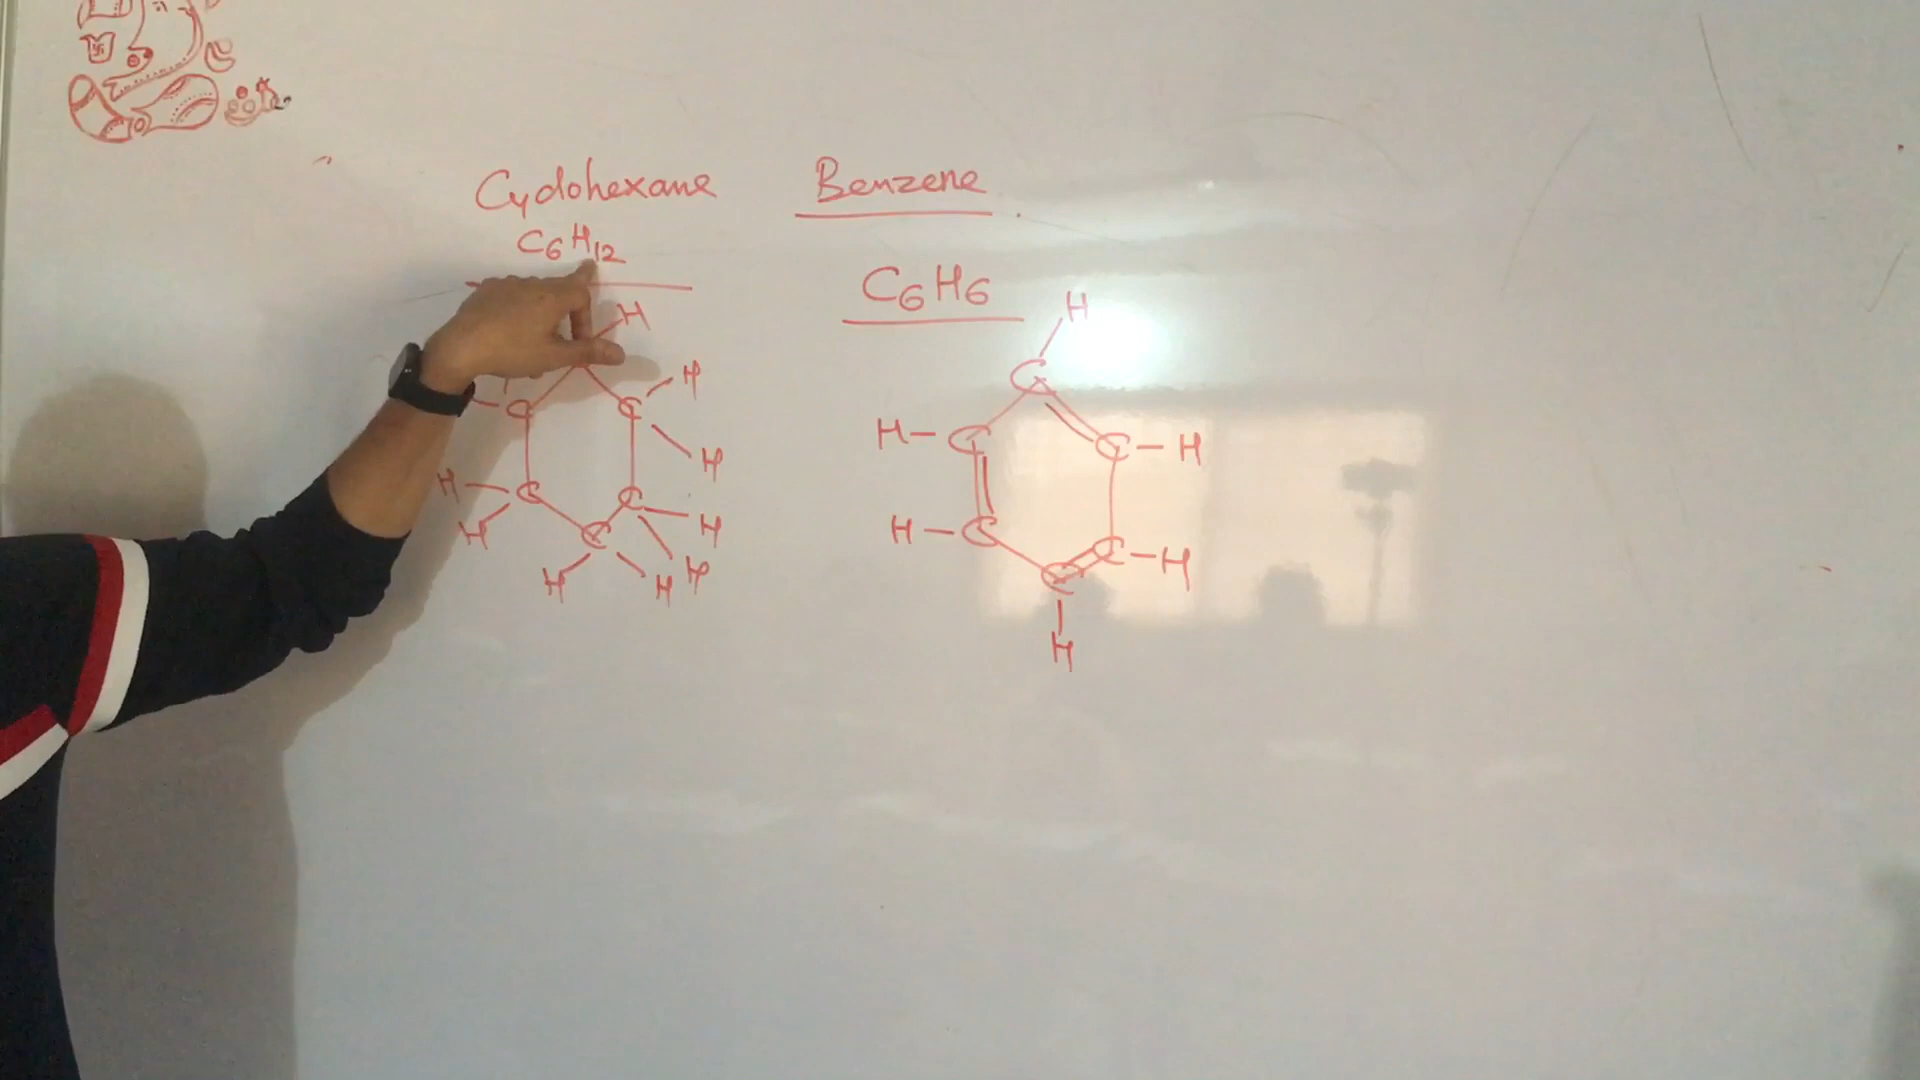 Cyclohexane
C6H12
H
C H
C
H
H C
C H
H
C
H H H
Benzene
C6H6
H
C
H-C C-H
H-C C-H
C
H